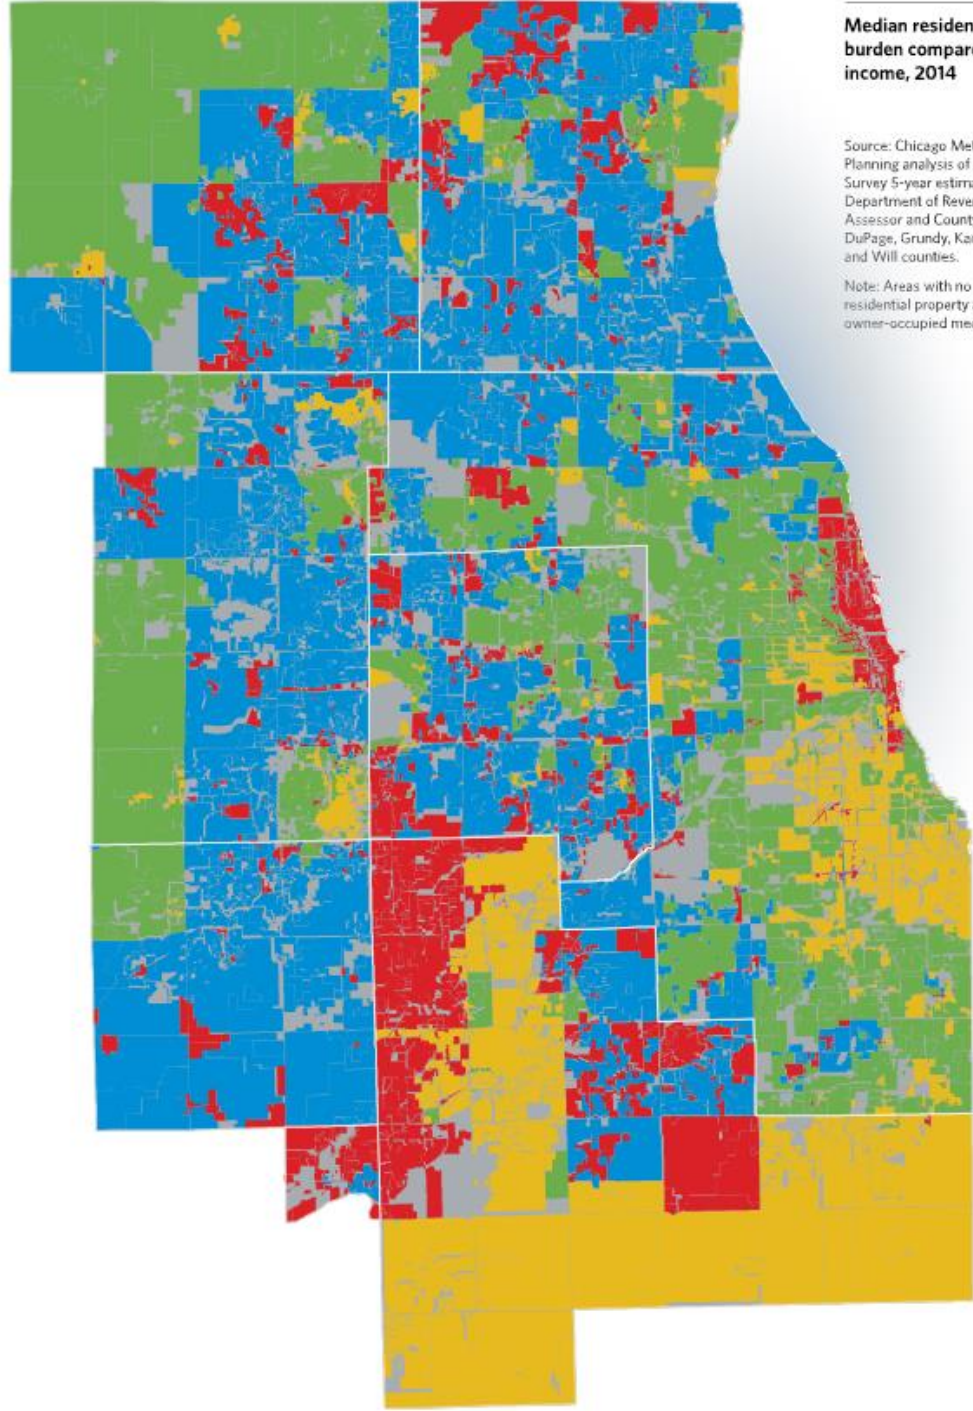 Median residen
burden compare
income, 2014
Source: Chicago Me
Planning analysis of
Survey 5-year estima
Department of Reve
Assessor and Count
DuPage, Grundy, Ka
and Will counties.
Note: Areas with no
residential property
owner-occupied me